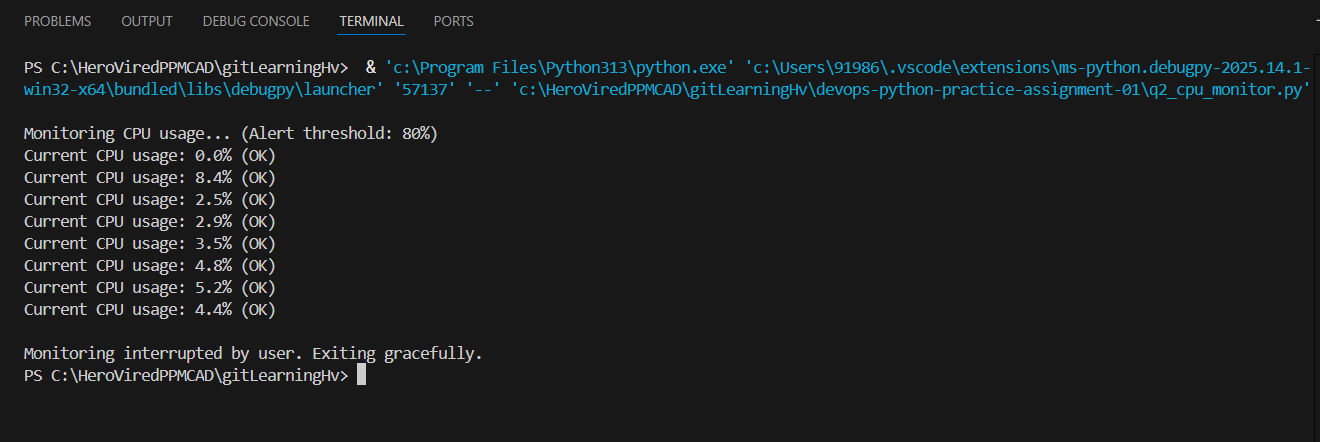 PROBLEMS OUTPUT DEBUG CONSOLE TERMINAL PORTS
PS C:\HeroViredPPMCAD\gitLearningHv>  & 'c:\Program Files\Python313\python.exe' 'c:\Users\91986\.vscode\extensions\ms-python.debugpy-2025.14.1-
win32-x64\bundled\libs\debugpy\launcher' '57137' '--' 'c:\HeroViredPPMCAD\gitLearningHv\devops-python-practice-assignment-01\q2_cpu_monitor.py'
Monitoring CPU usage... (Alert threshold: 80%)
Current CPU usage: 0.0% (OK)
Current CPU usage: 8.4% (OK)
Current CPU usage: 2.5% (OK)
Current CPU usage: 2.9% (OK)
Current CPU usage: 3.5% (OK)
Current CPU usage: 4.8% (OK)
Current CPU usage: 5.2% (OK)
Current CPU usage: 4.4% (OK)
Monitoring interrupted by user. Exiting gracefully.
PS C:\HeroViredPPMCAD\gitLearningHv>